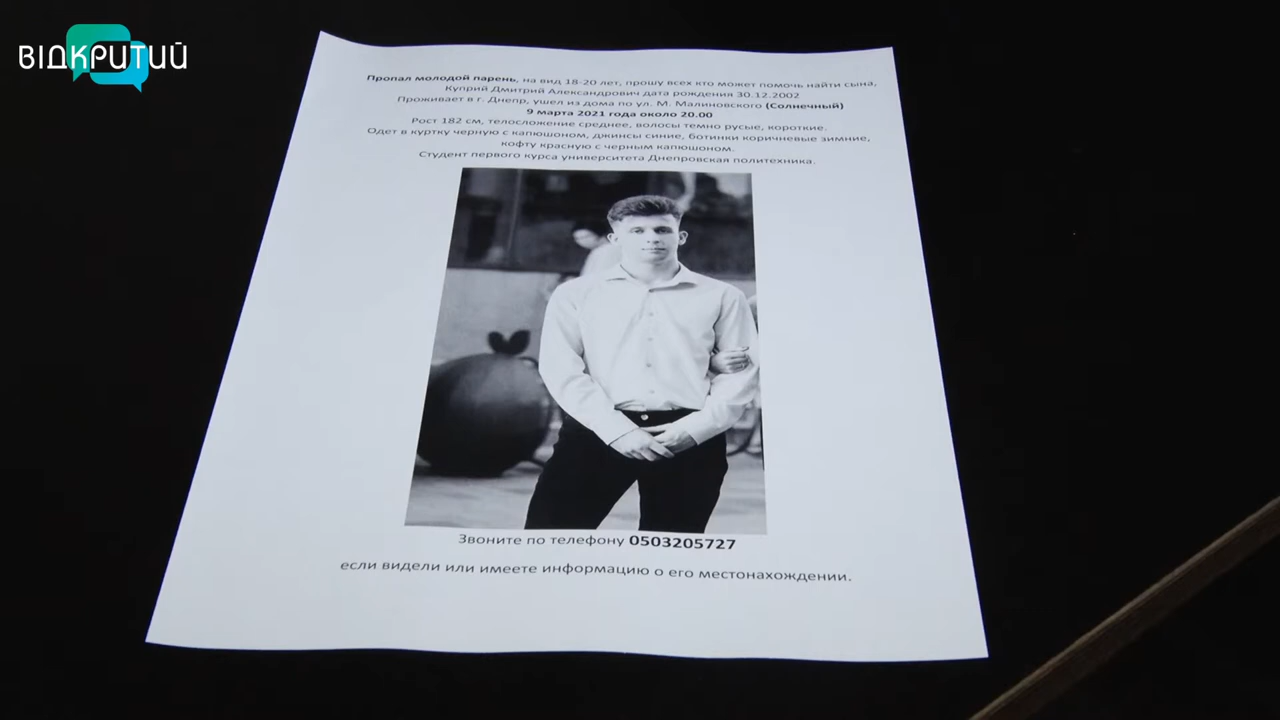 ВІДКРИТИЙ
Пропал молодой парень, на вид 18-20 лет, прошу всех кто может помочь найти сына,
Куприй Дмитрий Александрович дата рождения 30.12.2002
Проживает в г. Днепр, ушел из дома по ул. М. Малиновского (Солнечный)
9 марта 2021 года около 20.00
Рост 182 см, телосложение среднее, волосы темно русые, короткие.
Одет в куртку черную с капюшоном, джинсы синие, ботинки коричневые зимние,
кофту красную с черным капюшоном.
Студент первого курса университета Днепровская политехника.
Звоните по телефону 0503205727
если видели или имеете информацию о его местонахождении.